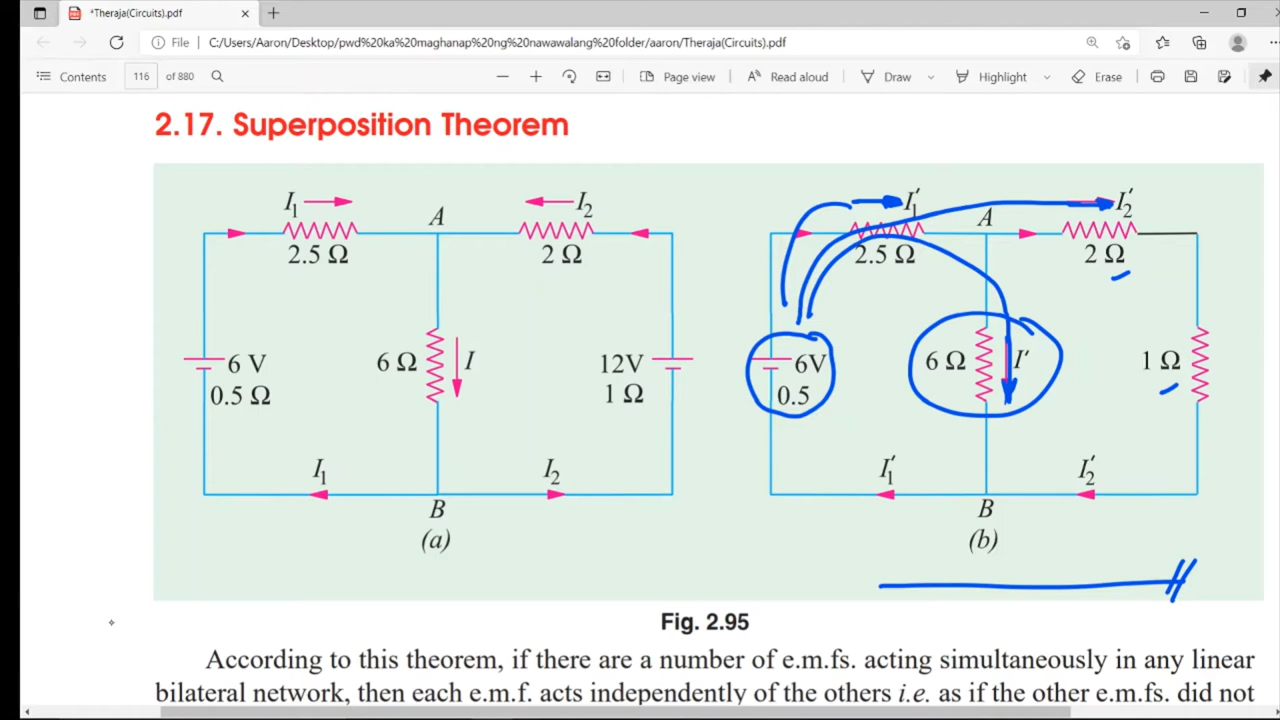 *Theraja(Circuits).pdf
File C:/Users/Aaron/Desktop/pwd%20ka%20maghanap%20ng%20nawawalang%20folder/aaron/Theraja(Circuits).pdf
Contents 116 of 880 Page view Read aloud Draw Highlight Erase
2.17. Superposition Theorem
I1 A I2
2.5 Ω 2 Ω
6 V 6 Ω I 12V
0.5 Ω 1 Ω
I1 I2
B
(a)
I1′ A I2′
2.5 Ω 2 Ω
6V 6 Ω I′ 1 Ω
0.5
I1′ I2′
B
(b)
Fig. 2.95
According to this theorem, if there are a number of e.m.fs. acting simultaneously in any linear
bilateral network, then each e.m.f. acts independently of the others i.e. as if the other e.m.fs. did not